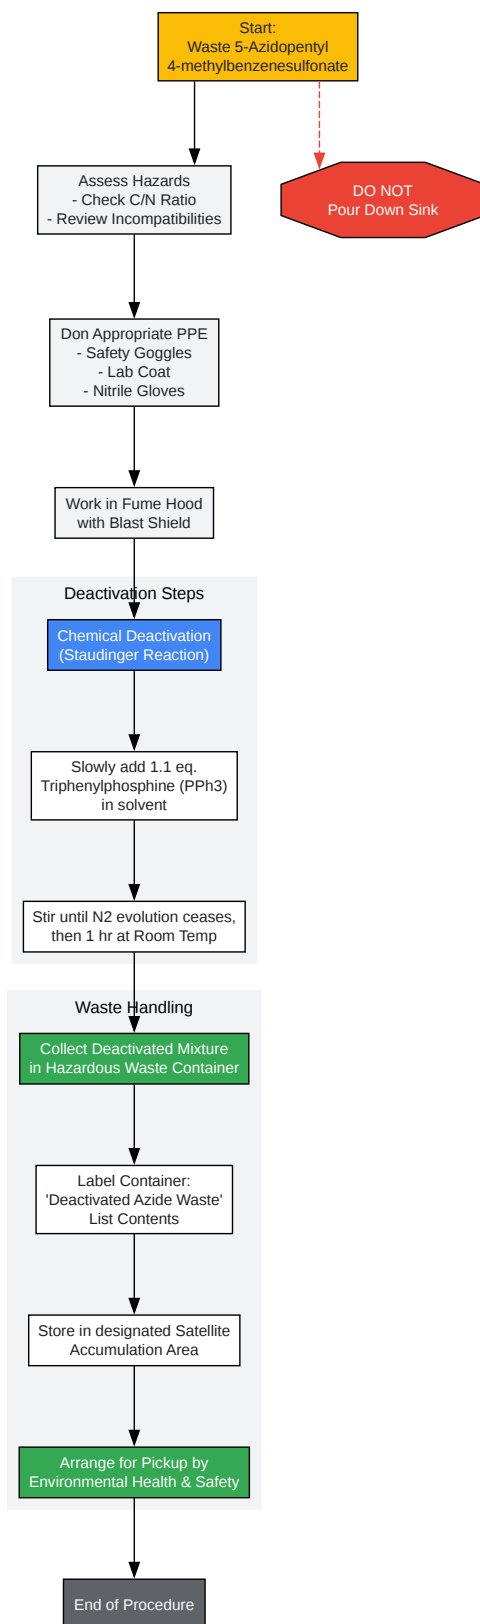 Start:
Waste 5-Azidopentyl
4-methylbenzenesulfonate
Assess Hazards
- Check C/N Ratio
- Review Incompatibilities
DO NOT
Pour Down Sink
Don Appropriate PPE
- Safety Goggles
- Lab Coat
- Nitrile Gloves
Work in Fume Hood
with Blast Shield
Deactivation Steps
Chemical Deactivation
(Staudinger Reaction)
Slowly add 1.1 eq.
Triphenylphosphine (PPh3)
in solvent
Stir until N2 evolution ceases,
then 1 hr at Room Temp
Waste Handling
Collect Deactivated Mixture
in Hazardous Waste Container
Label Container:
'Deactivated Azide Waste'
List Contents
Store in designated Satellite
Accumulation Area
Arrange for Pickup by
Environmental Health & Safety
End of Procedure